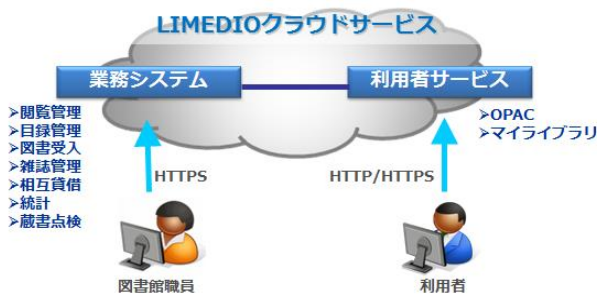 LIMEDIOクラウドサービス
業務システム
利用者サービス
➢閲覧管理
➢目録管理
➢図書受入
➢雑誌管理
➢相互貸借
➢統計
➢蔵書点検
➢OPAC
➢マイライブラリ
HTTPS
HTTP/HTTPS
図書館職員
利用者